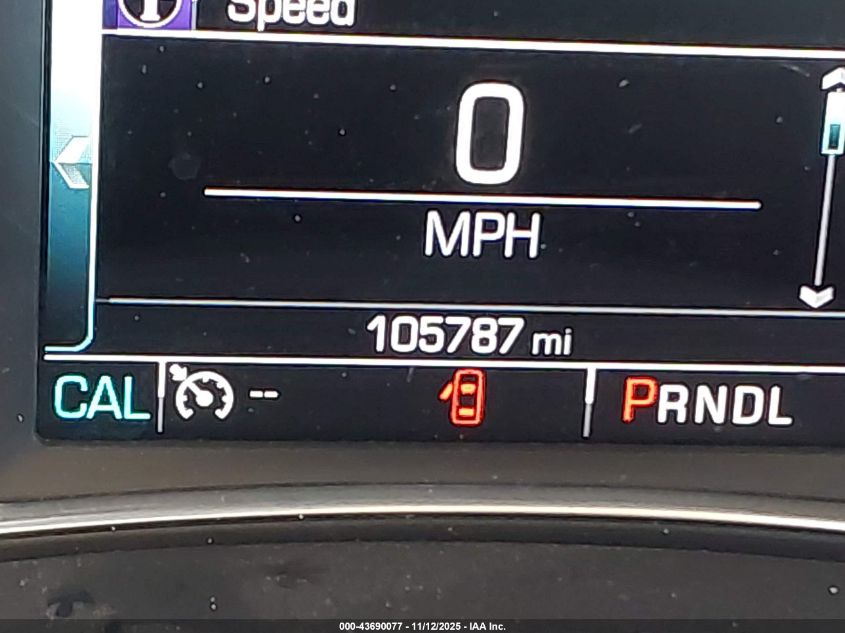 Speed
0
MPH
105787 mi
CAL -- PRNDL
000-43690077 - 11/12/2025 - IAA Inc.